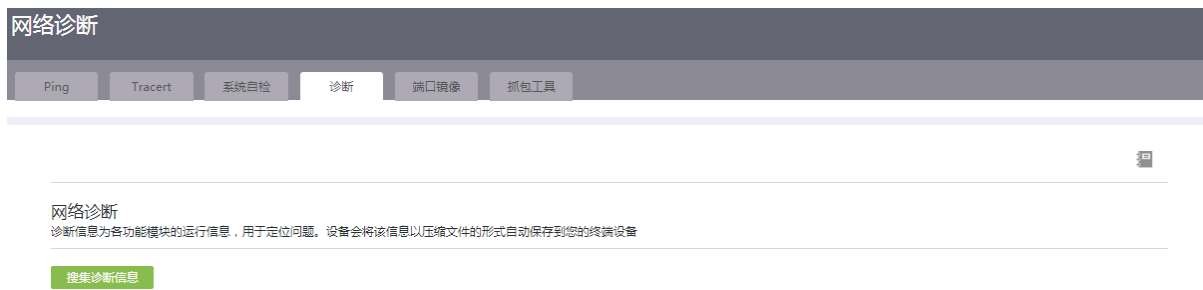 网络诊断
Ping
Tracert
系统自检
诊断
端口镜像
抓包工具
网络诊断
诊断信息为各功能模块的运行信息，用于定位问题。设备会将该信息以压缩文件的形式自动保存到您的终端设备
搜集诊断信息